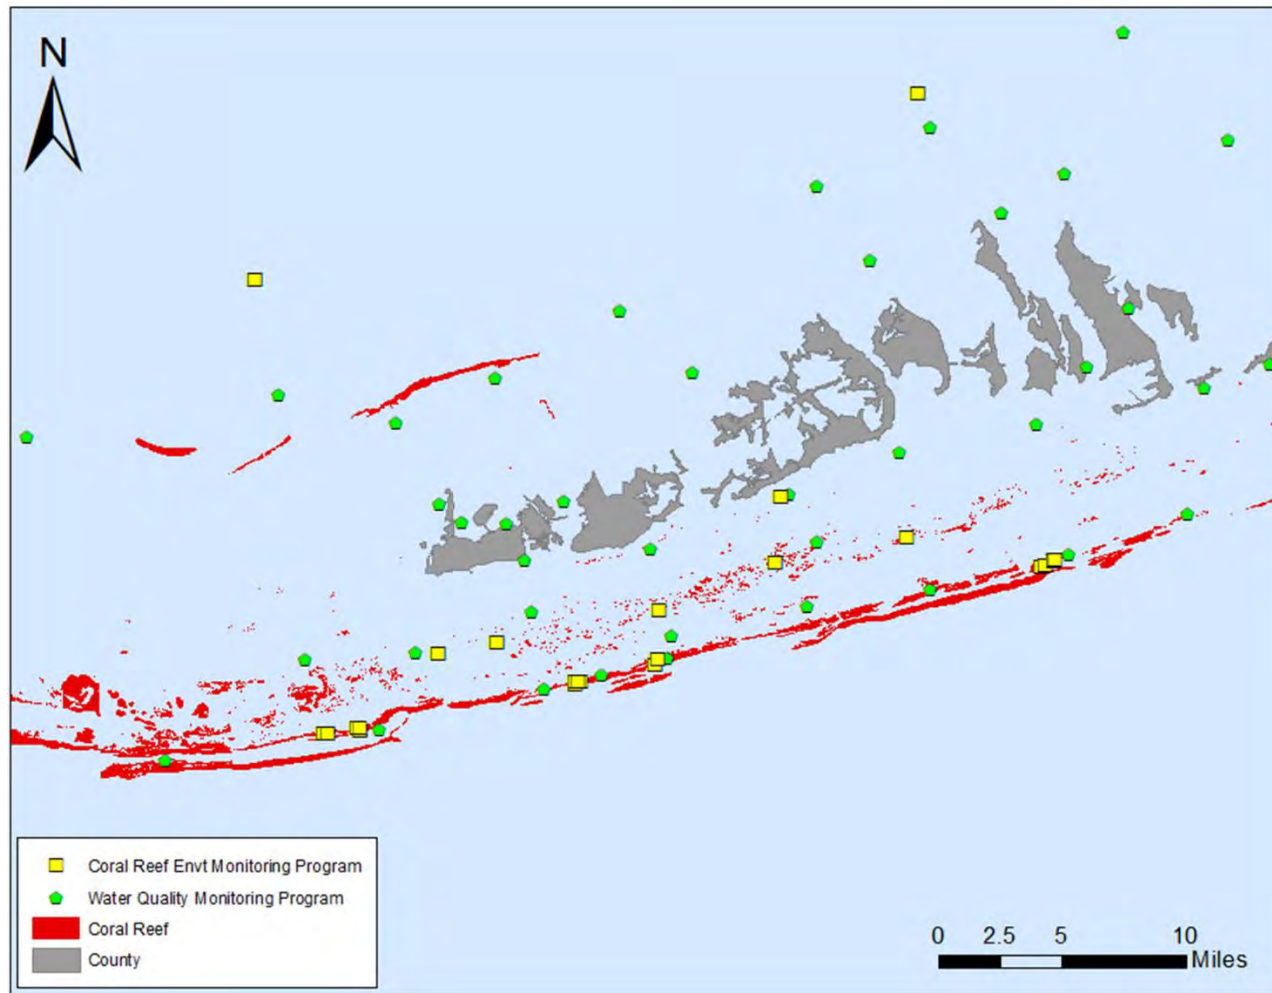 N
Coral Reef Envt Monitoring Program
Water Quality Monitoring Program
Coral Reef
County
0 2.5 5 10
Miles